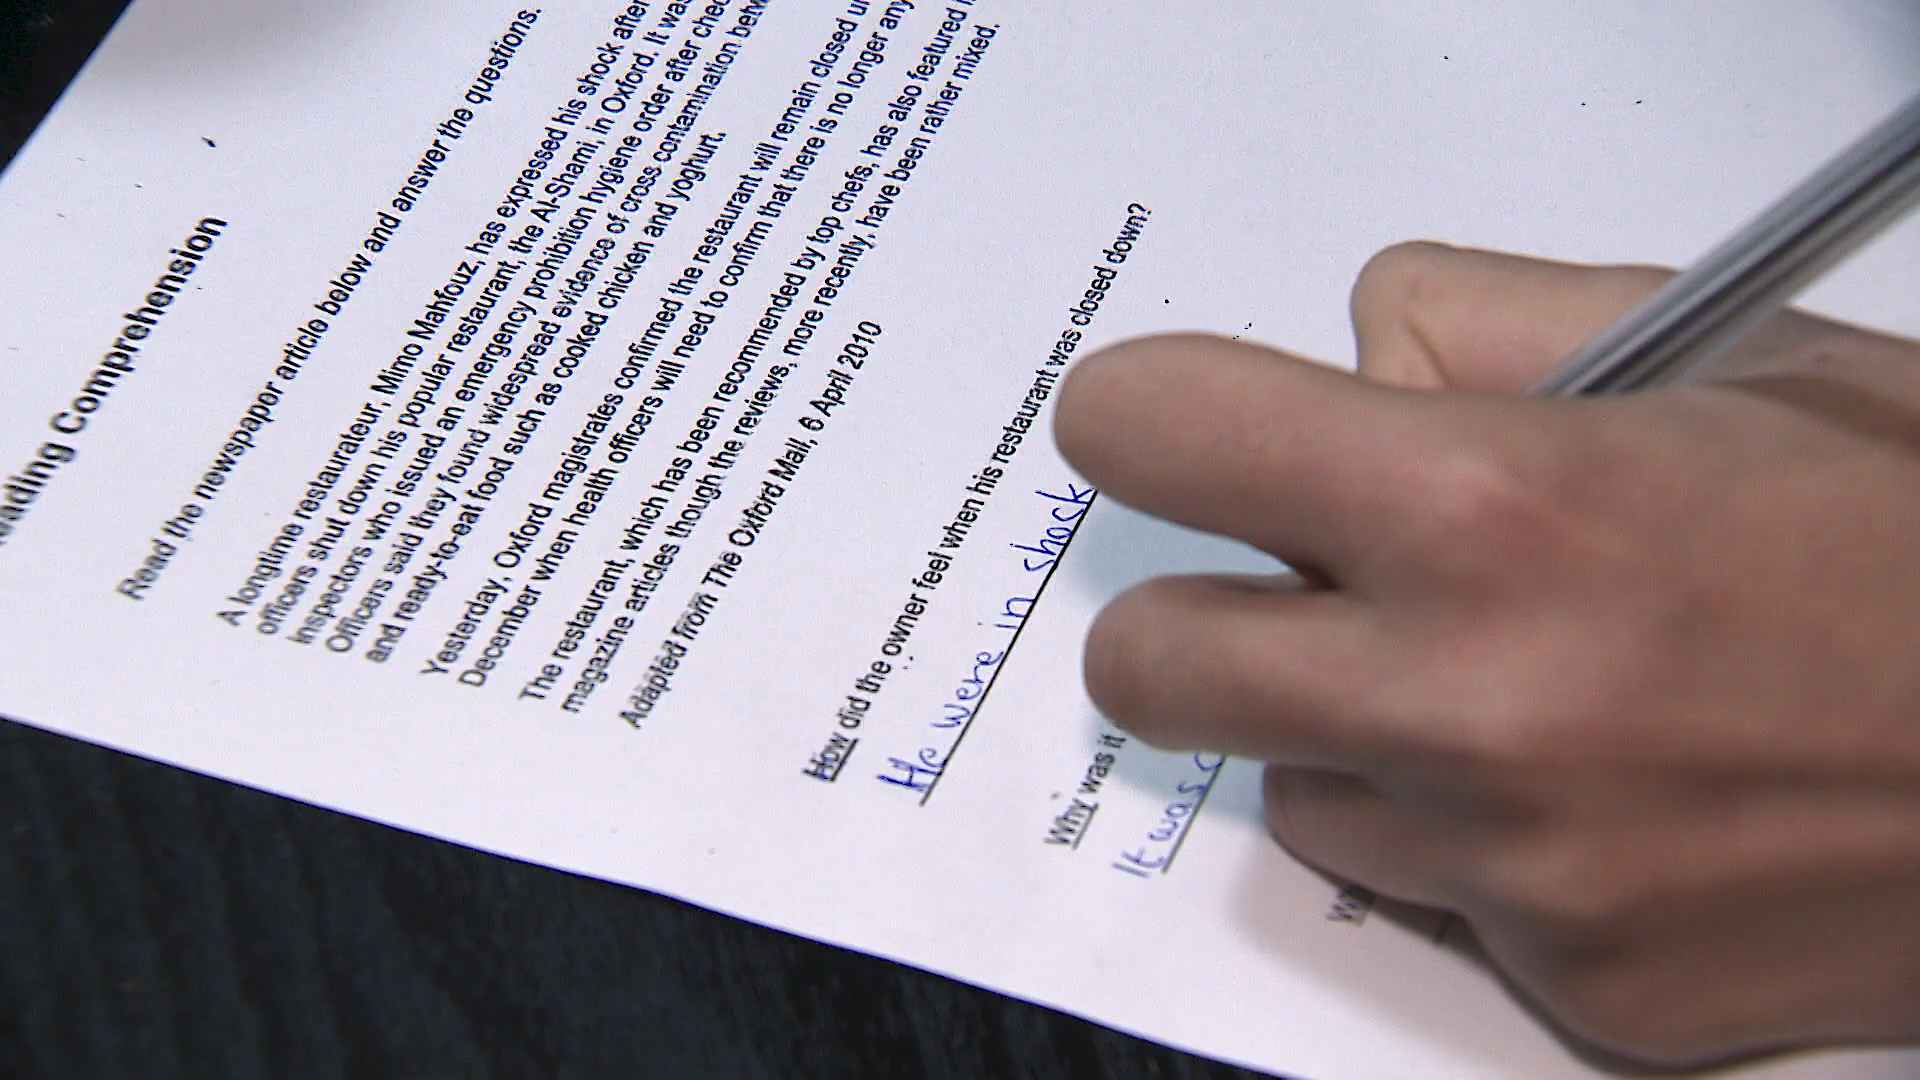 ading Comprehension
Read the newspaper article below and answer the questions.
A longtime restaurateur, Mimo Mahfouz, has expressed his shock after
officers shut down his popular restaurant, the Al-Shami, in Oxford. It was
inspectors who issued an emergency prohibition hygiene order after
Officers said they found widespread evidence of cross contamination
and ready-to-eat food such as cooked chicken and yoghurt.
Yesterday, Oxford magistrates confirmed the restaurant will remain closed
December when health officers will need to confirm that there is no longer any
The restaurant, which has been recommended by top chefs, has also featured
magazine articles though the reviews, more recently, have been rather mixed.
Adapted from The Oxford Mail, 6 April 2010
How did the owner feel when his restaurant was closed down?
He were in shock
Why was it
It was